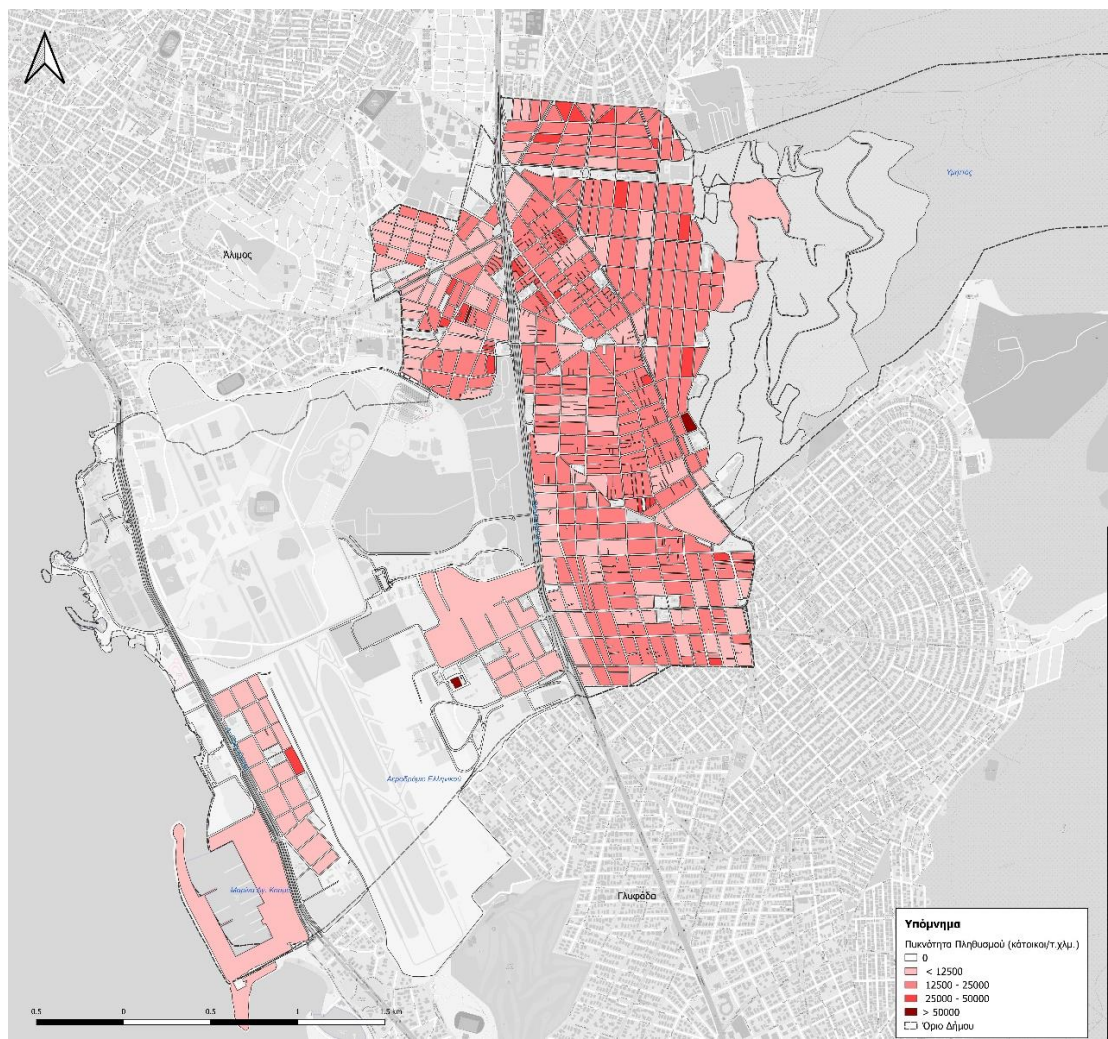 Υμηττός
Άλιμος
Αεροδρόμιο Ελληνικού
Μαρίνα Αγ. Κοσμά
Γλυφάδα
Υπόμνημα
Πυκνότητα Πληθυσμού (κάτοικοι/τ.χλμ.)
0
< 12500
12500 - 25000
25000 - 50000
> 50000
Όριο Δήμου
0.5 0 0.5 1 1.5 km